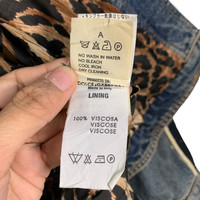 A
NO WASH IN WATER
NO BLEACH
COOL IRON
DRY CLEANING
LINING
100% VISCOSA
VISCOSE
VISCOSE